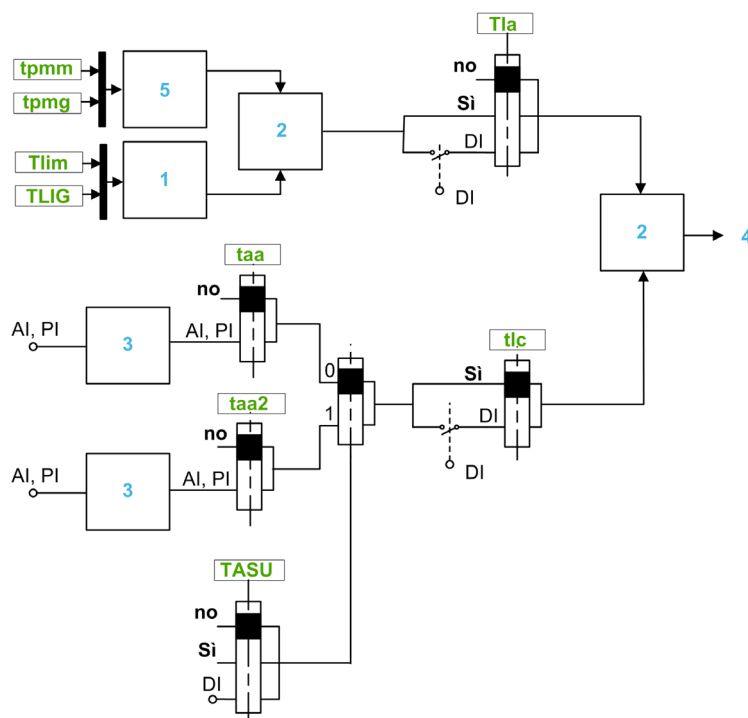 TIa
tpmm
no
5
tpmg
Sì
2
DI
Tlim
1
TLIG
DI
2
4
taa
no
AI, PI
3
AI, PI
tlc
0
Sì
taa2
1
DI
no
AI, PI
3
AI, PI
DI
TASU
no
Sì
DI